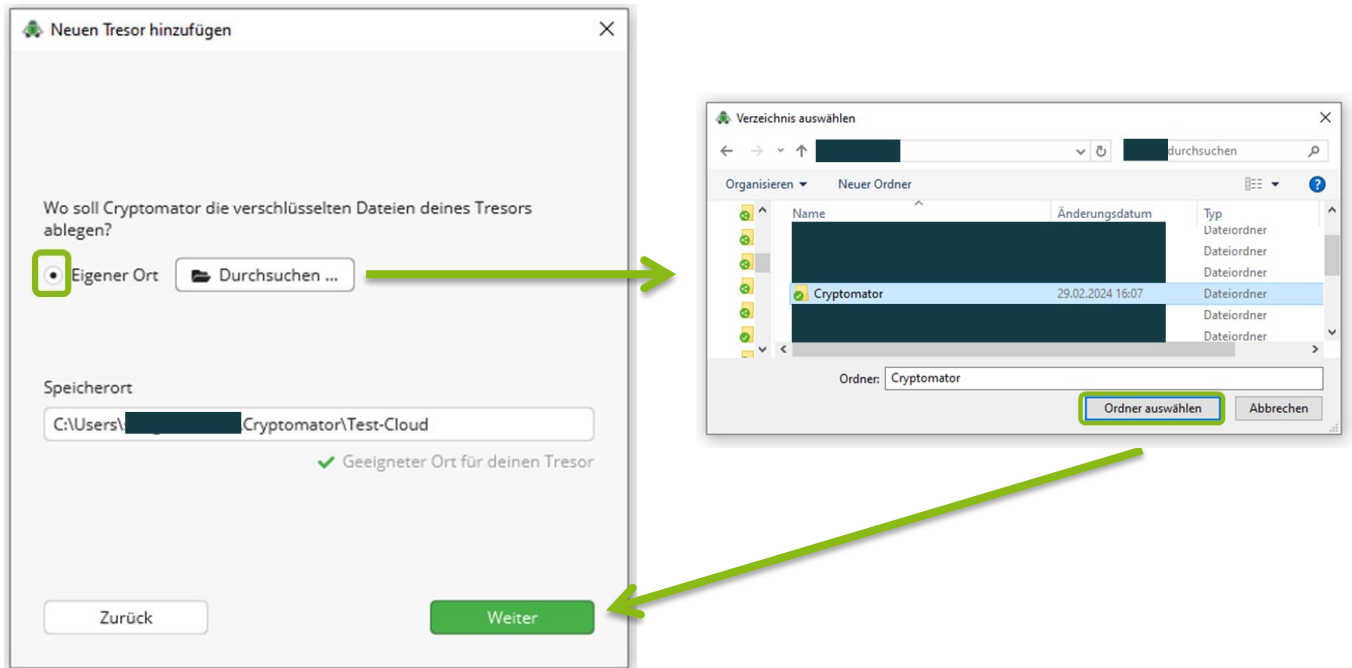 Neuen Tresor hinzufügen
Wo soll Cryptomator die verschlüsselten Dateien deines Tresors
ablegen?
Eigener Ort
Durchsuchen ...
Speicherort
C:\Users\
Cryptomator\Test-Cloud
Geeigneter Ort für deinen Tresor
Zurück
Weiter
Verzeichnis auswählen
durchsuchen
Organisieren
Neuer Ordner
Name Änderungsdatum Typ
Dateiordner
Dateiordner
Dateiordner
Cryptomator 29.02.2024 16:07 Dateiordner
Dateiordner
Dateiordner
Ordner: Cryptomator
Ordner auswählen
Abbrechen